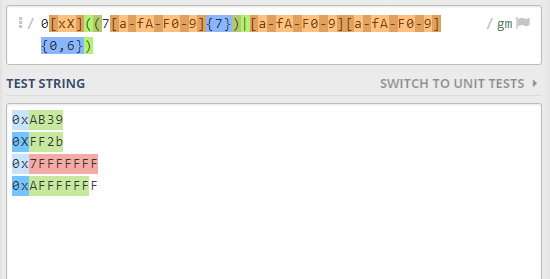 / 0[xX]((7[a-fA-F0-9]{7})|[a-fA-F0-9][a-fA-F0-9] / gm
{0,6})
TEST STRING SWITCH TO UNIT TESTS
0xAB39
0XFF2b
0x7FFFFFFF
0xAFFFFFFF